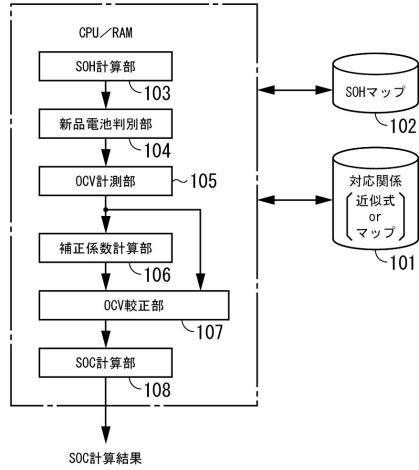 CPU／RAM
SOH計算部
103
新品電池判別部
104
OCV計測部
105
補正係数計算部
106
OCV較正部
107
SOC計算部
108
SOC計算結果
SOHマップ
102
対応関係
近似式
or
マップ
101